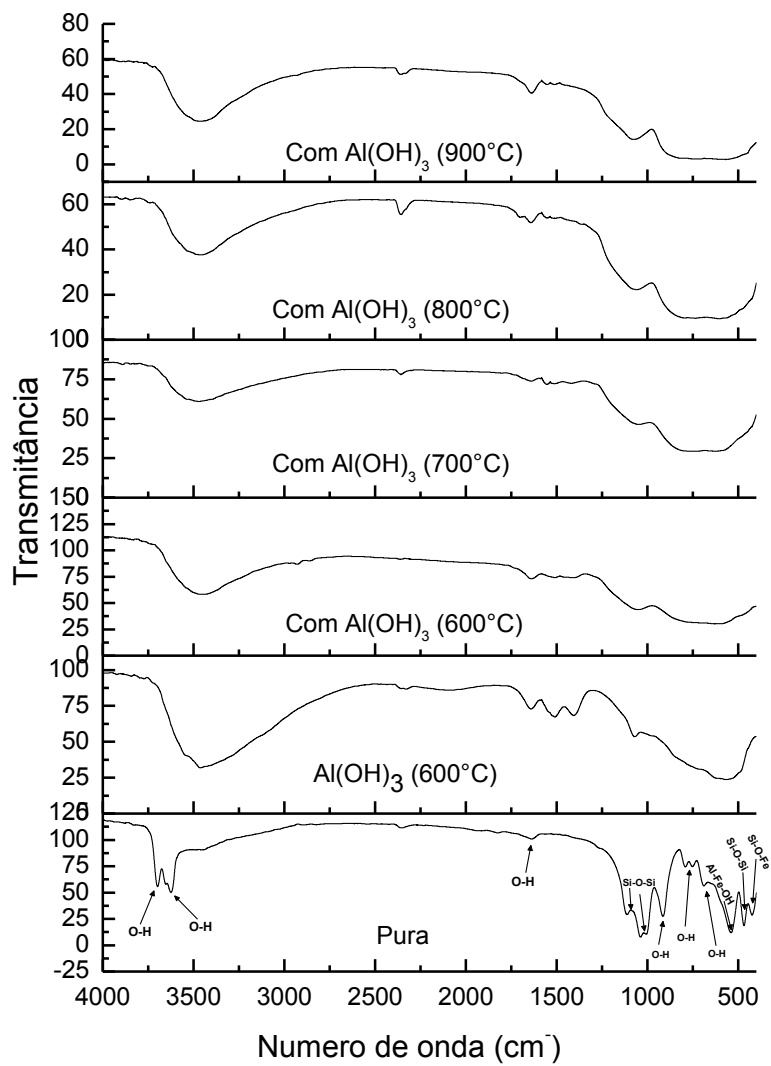 Transmitância
80
60
40
20
0
Com Al(OH)₃ (900°C)
60
40
20
0
Com Al(OH)₃ (800°C)
100
75
50
25
0
Com Al(OH)₃ (700°C)
150
125
100
75
50
25
0
Com Al(OH)₃ (600°C)
100
75
50
25
0
Al(OH)₃ (600°C)
125
100
75
50
25
0
-25
O-H
O-H
O-H
Si-O-Si
O-H
O-H
O-H
Al-Fe-OH
Si-O-Si
Si-O-Fe
Pura
4000 3500 3000 2500 2000 1500 1000 500
Numero de onda (cm⁻)